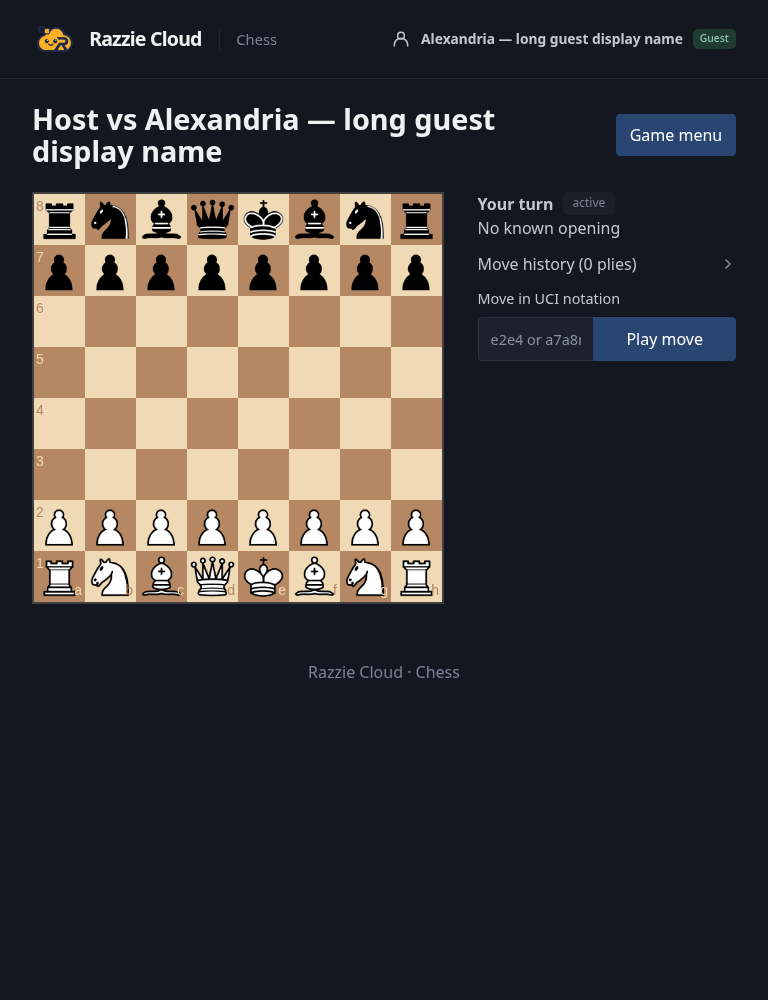 Razzie Cloud
Chess
Alexandria — long guest display name
Guest
Host vs Alexandria — long guest
display name
Game menu
Your turn
active
No known opening
Move history (0 plies)
Move in UCI notation
e2e4 or a7a8
Play move
8
7
6
5
4
3
2
1
a
b
c
d
e
f
g
h
Razzie Cloud · Chess